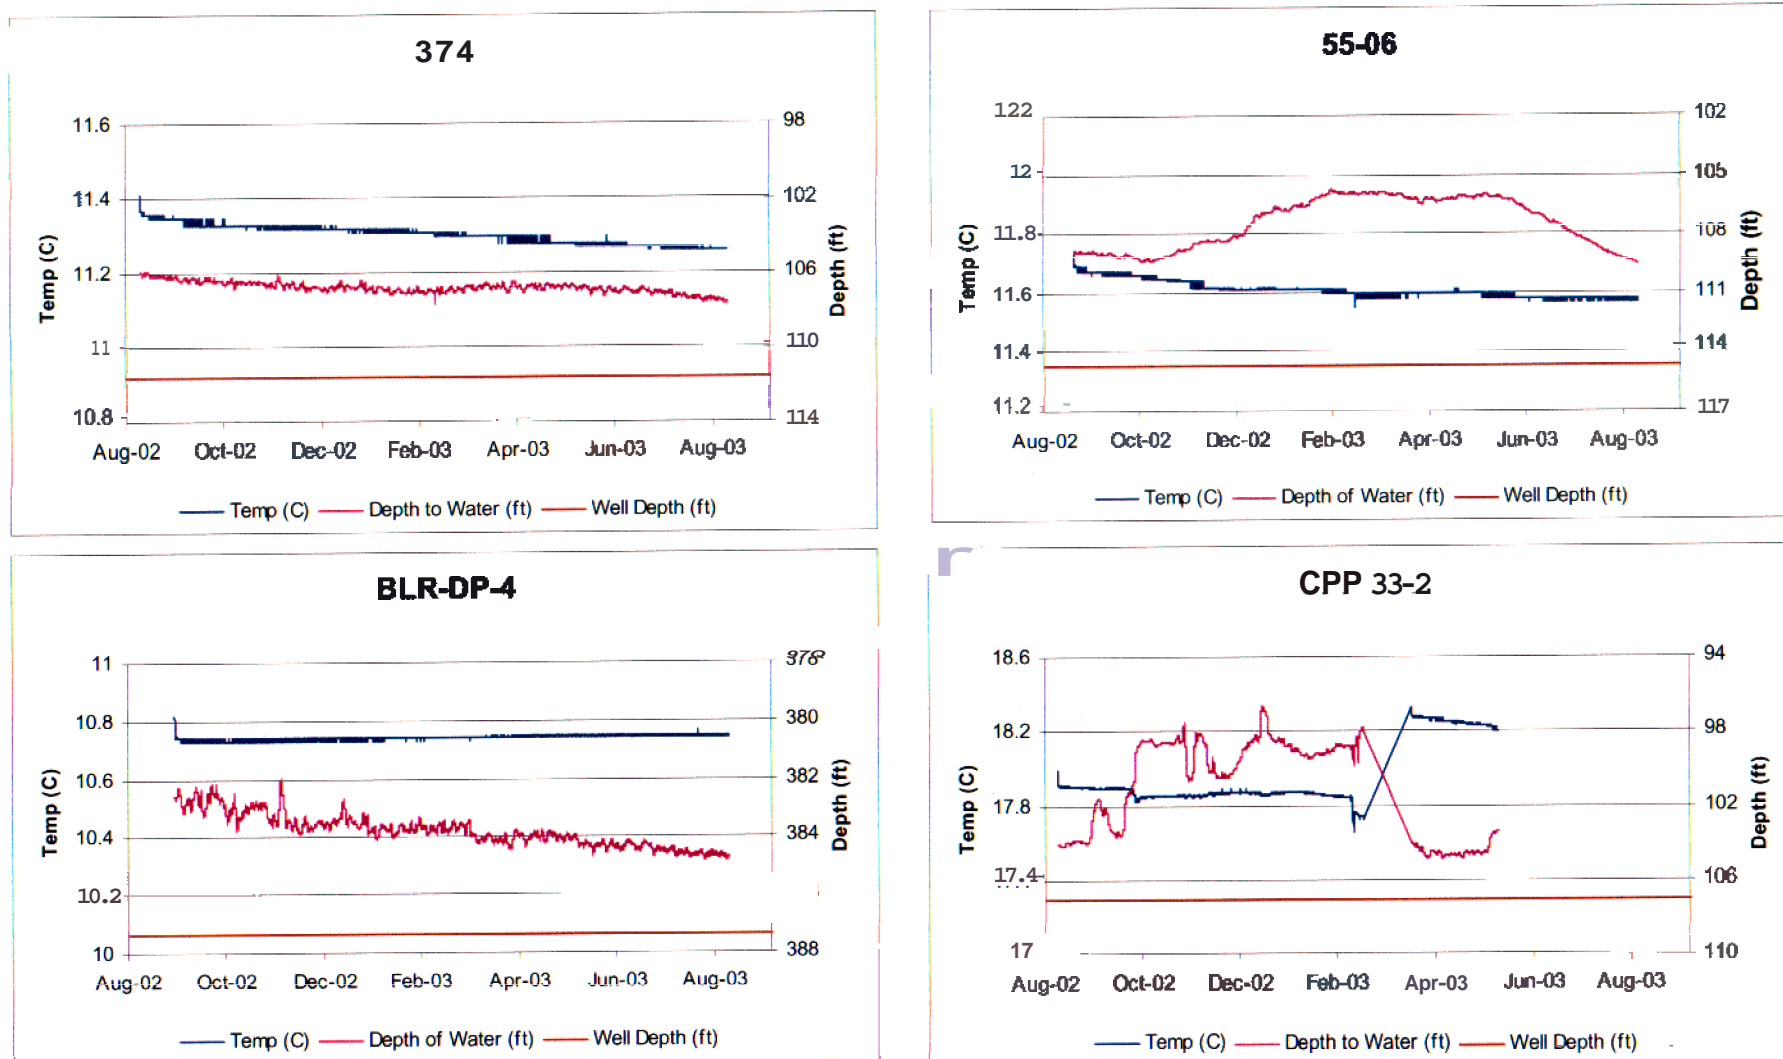 374
11.6
11.4
11.2
11
10.8
98
102
106
110
114
Temp (C)
Depth (ft)
Aug-02 Oct-02 Dec-02 Feb-03 Apr-03 Jun-03 Aug-03
Temp (C) Depth to Water (ft) Well Depth (ft)
55-06
122
12
11.8
11.6
11.4
11.2
102
105
108
111
114
117
Temp (C)
Depth (ft)
Aug-02 Oct-02 Dec-02 Feb-03 Apr-03 Jun-03 Aug-03
Temp (C) Depth of Water (ft) Well Depth (ft)
BLR-DP-4
11
10.8
10.6
10.4
10.2
10
380
382
384
388
Temp (C)
Depth (ft)
Aug-02 Oct-02 Dec-02 Feb-03 Apr-03 Jun-03 Aug-03
Temp (C) Depth of Water (ft) Well Depth (ft)
r
CPP 33-2
18.6
18.2
17.8
17.4
17
94
98
102
106
110
Temp (C)
Depth (ft)
Aug-02 Oct-02 Dec-02 Feb-03 Apr-03 Jun-03 Aug-03
Temp (C) Depth to Water (ft) Well Depth (ft)